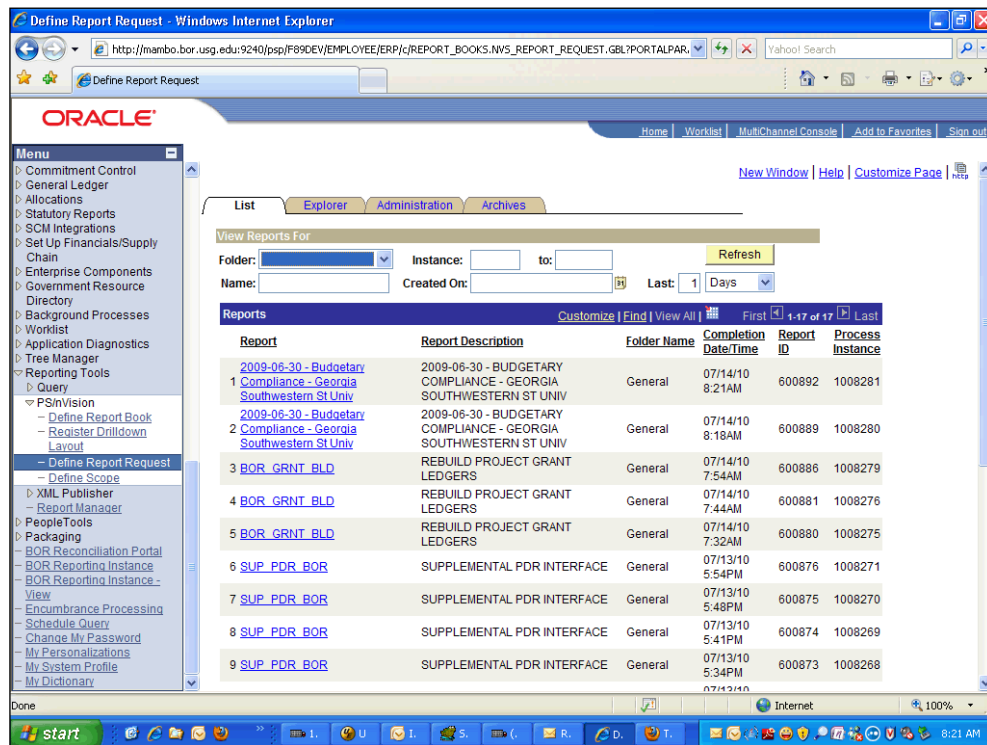 Define Report Request - Windows Internet Explorer
http://mambo.bor.usg.edu:9240/psp/F89DEV/EMPLOYEE/ERP/c/REPORT_BOOKS.NVS_REPORT_REQUEST.GBL?PORTALPAR
Yahoo! Search
Define Report Request
ORACLE
Home | Worklist | MultiChannel Console | Add to Favorites | Sign out
Menu
Commitment Control
General Ledger
Allocations
Statutory Reports
SCM Integrations
Set Up Financials/Supply
Chain
Enterprise Components
Government Resource
Directory
Background Processes
Worklist
Application Diagnostics
Tree Manager
Reporting Tools
Query
PS/nVision
– Define Report Book
– Register Drilldown
Layout
– Define Report Request
– Define Scope
XML Publisher
– Report Manager
PeopleTools
Packaging
– BOR Reconciliation Portal
– BOR Reporting Instance
– BOR Reporting Instance -
View
– Encumbrance Processing
– Schedule Query
– Change My Password
– My Personalizations
– My System Profile
– My Dictionary
New Window | Help | Customize Page | http
List Explorer Administration Archives
View Reports For
Folder: Instance: to: Refresh
Name: Created On: 31 Last: 1 Days
Reports Customize | Find | View All | First 1-17 of 17 Last
Report Report Description Folder Name Completion Date/Time Report ID Process Instance
1 2009-06-30 - Budgetary Compliance - Georgia Southwestern St Univ 2009-06-30 - BUDGETARY COMPLIANCE - GEORGIA SOUTHWESTERN ST UNIV General 07/14/10 8:21AM 600892 1008281
2 2009-06-30 - Budgetary Compliance - Georgia Southwestern St Univ 2009-06-30 - BUDGETARY COMPLIANCE - GEORGIA SOUTHWESTERN ST UNIV General 07/14/10 8:18AM 600889 1008280
3 BOR_GRNT_BLD REBUILD PROJECT GRANT LEDGERS General 07/14/10 7:54AM 600886 1008279
4 BOR_GRNT_BLD REBUILD PROJECT GRANT LEDGERS General 07/14/10 7:44AM 600881 1008276
5 BOR_GRNT_BLD REBUILD PROJECT GRANT LEDGERS General 07/14/10 7:32AM 600880 1008275
6 SUP_PDR_BOR SUPPLEMENTAL PDR INTERFACE General 07/13/10 5:54PM 600876 1008271
7 SUP_PDR_BOR SUPPLEMENTAL PDR INTERFACE General 07/13/10 5:48PM 600875 1008270
8 SUP_PDR_BOR SUPPLEMENTAL PDR INTERFACE General 07/13/10 5:41PM 600874 1008269
9 SUP_PDR_BOR SUPPLEMENTAL PDR INTERFACE General 07/13/10 5:34PM 600873 1008268
07/13/10
Done Internet 100%
start 1. U I. S. (. R. D. T. 8:21 AM